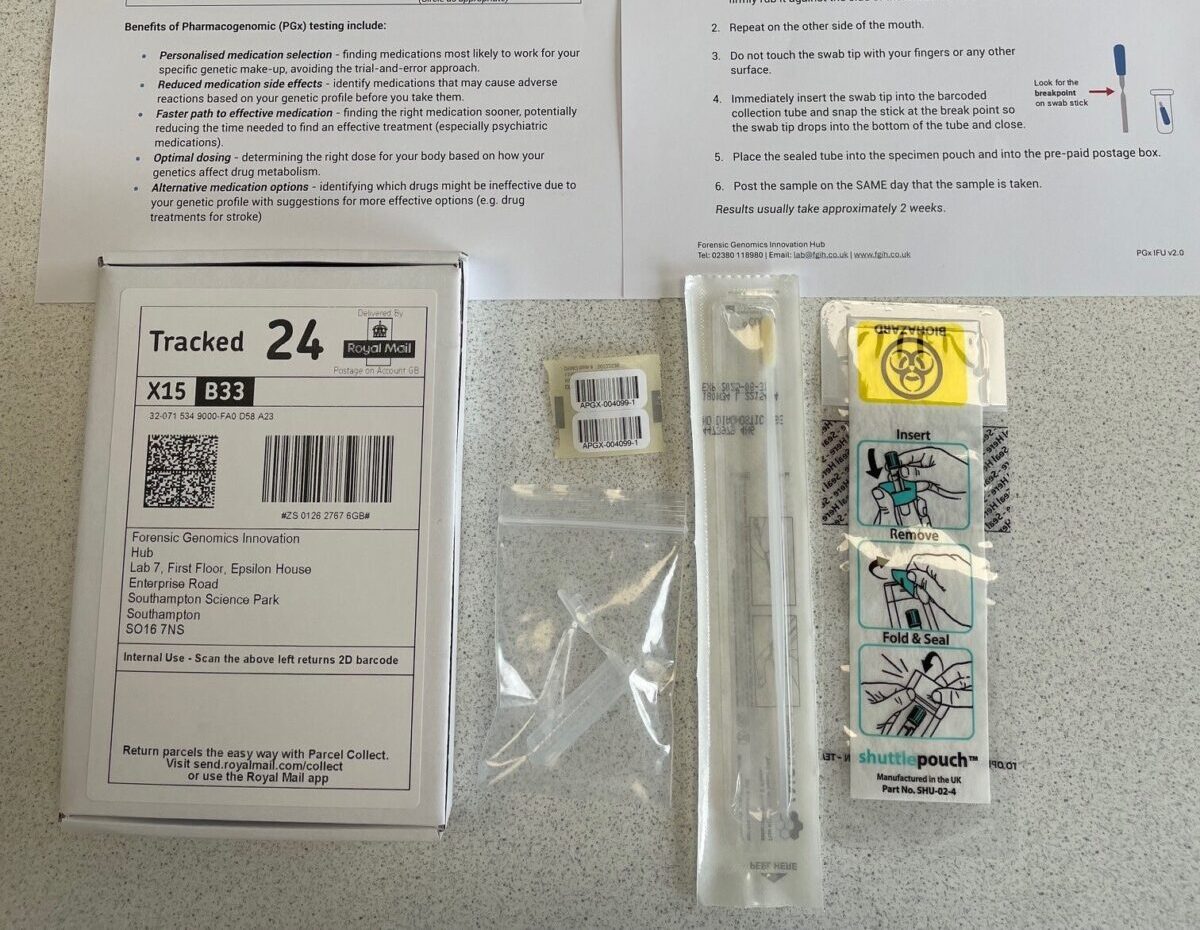 Benefits of Pharmacogenomic (PGx) testing include:
Personalised medication selection - finding medications most likely to work for your
specific genetic make-up, avoiding the trial-and-error approach.
Reduced medication side effects - identify medications that may cause adverse
reactions based on your genetic profile before you take them.
Faster path to effective medication - finding the right medication sooner, potentially
reducing the time needed to find an effective treatment (especially psychiatric
medications).
Optimal dosing - determining the right dose for your body based on how your
genetics affect drug metabolism.
Alternative medication options - identifying which drugs might be ineffective due to
your genetic profile with suggestions for more effective options (e.g. drug
treatments for stroke)
2. Repeat on the other side of the mouth.
3. Do not touch the swab tip with your fingers or any other
surface.
4. Immediately insert the swab tip into the barcoded
collection tube and snap the stick at the break point so
the swab tip drops into the bottom of the tube and close.
Look for the
breakpoint
on swab stick
5. Place the sealed tube into the specimen pouch and into the pre-paid postage box.
6. Post the sample on the SAME day that the sample is taken.
Results usually take approximately 2 weeks.
Forensic Genomics Innovation Hub
Tel: 02380 118980 | Email: lab@fgih.co.uk | www.fgih.co.uk
PGx IFU v2.0
Tracked 24
Delivered By
Royal Mail
Postage on Account GB
X15 B33
32-071 534 9000-FA0 D58 A23
#ZS 0126 2767 6GB#
Forensic Genomics Innovation
Hub
Lab 7, First Floor, Epsilon House
Enterprise Road
Southampton Science Park
Southampton
SO16 7NS
Internal Use - Scan the above left returns 2D barcode
Return parcels the easy way with Parcel Collect.
Visit send.royalmail.com/collect
or use the Royal Mail app
APGX-004099-1
APGX-004099-1
PEEL HERE
BIOHAZARD
Insert
Remove
Fold & Seal
shuttlepouch™
Manufactured in the UK
Part No. SHU-02-4